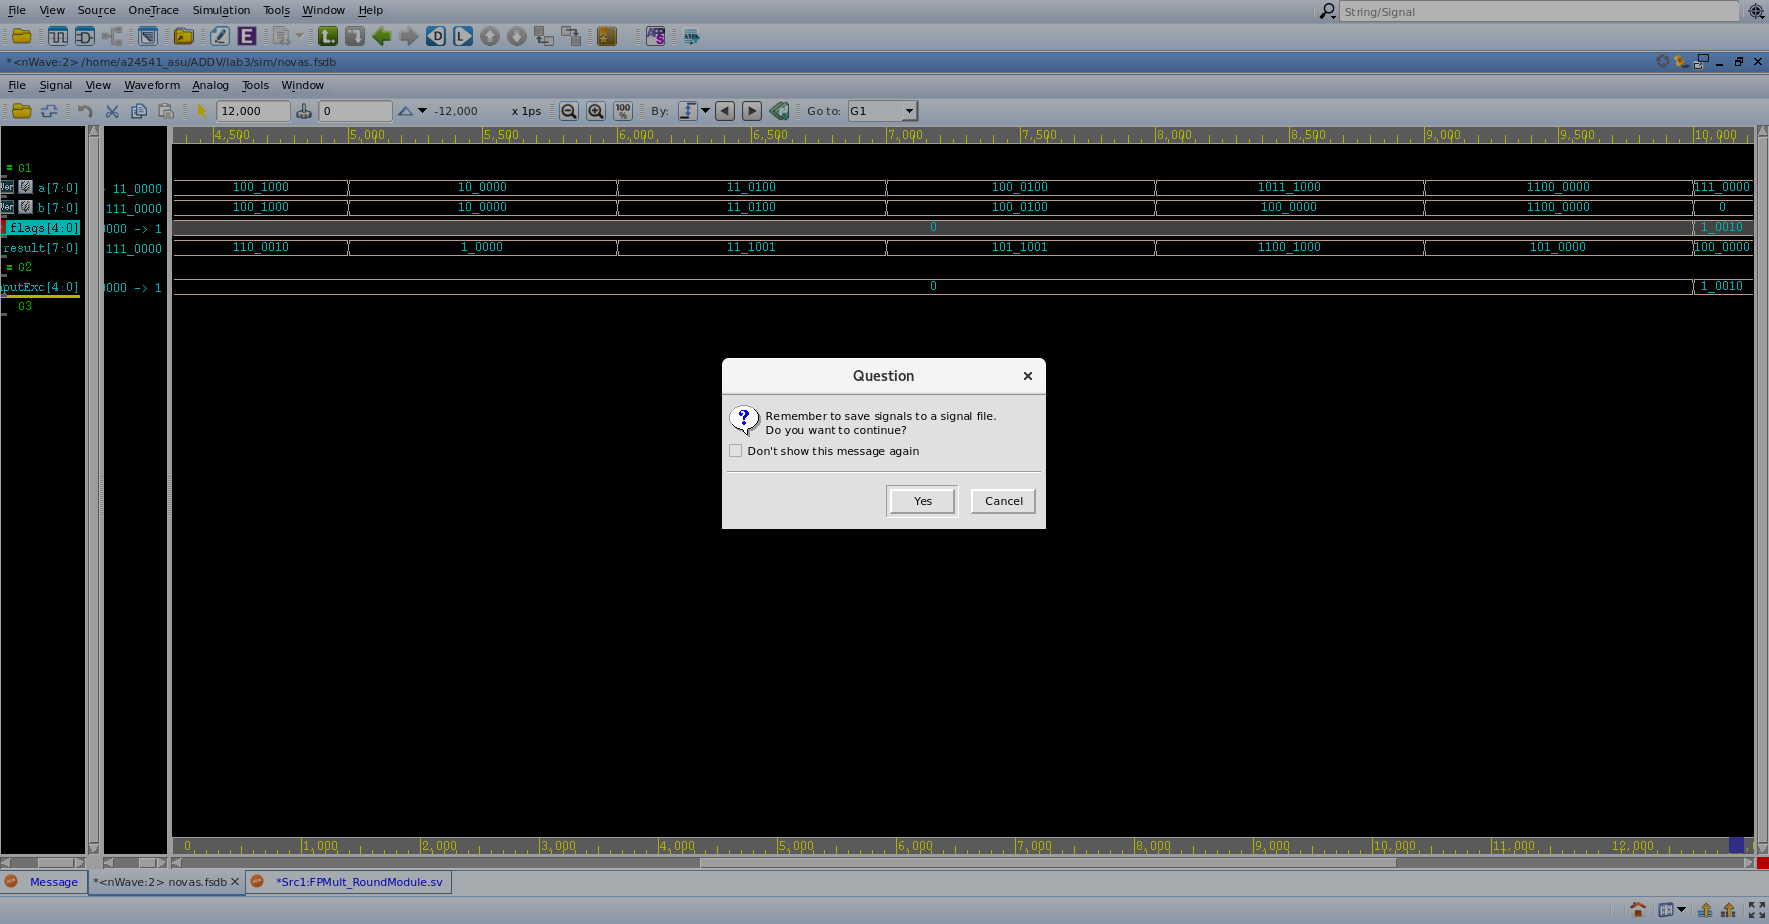 File View Source OneTrace Simulation Tools Window Help
String/Signal
*<nWave:2> /home/a24541_asu/ADDV/lab3/sim/novas.fsdb
File Signal View Waveform Analog Tools Window
12,000 0 -12,000 x 1ps 100 % By: Go to: G1
4,500 5,000 5,500 6,000 6,500 7,000 7,500 8,000 8,500 9,000 9,500 10,000
= G1
a[7:0] 11_0000 100_1000 10_0000 11_0100 100_0100 1011_1000 1100_0000 111_0000
b[7:0] 111_0000 100_1000 10_0000 11_0100 100_0100 100_0000 1100_0000 0
flags[4:0] 0000 -> 1 0 1_0010
result[7:0] 111_0000 110_0010 1_0000 11_1001 101_1001 1100_1000 101_0000 100_0000
= G2
putExc[4:0] 0000 -> 1 0 1_0010
G3
Question
Remember to save signals to a signal file.
Do you want to continue?
Don't show this message again
Yes Cancel
0 1,000 2,000 3,000 4,000 5,000 6,000 7,000 8,000 9,000 10,000 11,000 12,000
Message *<nWave:2> novas.fsdb *Src1:FPMult_RoundModule.sv